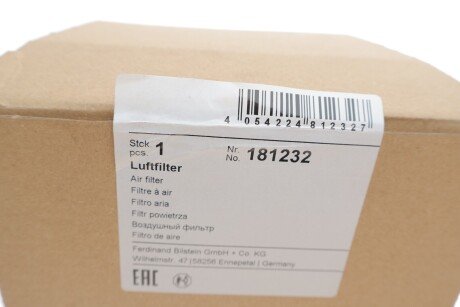 4 054224 812327
Stck. 1 Nr. 181232
pcs. No.
Luftfilter
Air filter
Filtre à air
Filtro aria
Filtr powietrza
Воздушный фильтр
Filtro de aire
Ferdinand Bilstein GmbH + Co. KG
Wilhelmstr. 47 | 58256 Ennepetal | Germany
EAC